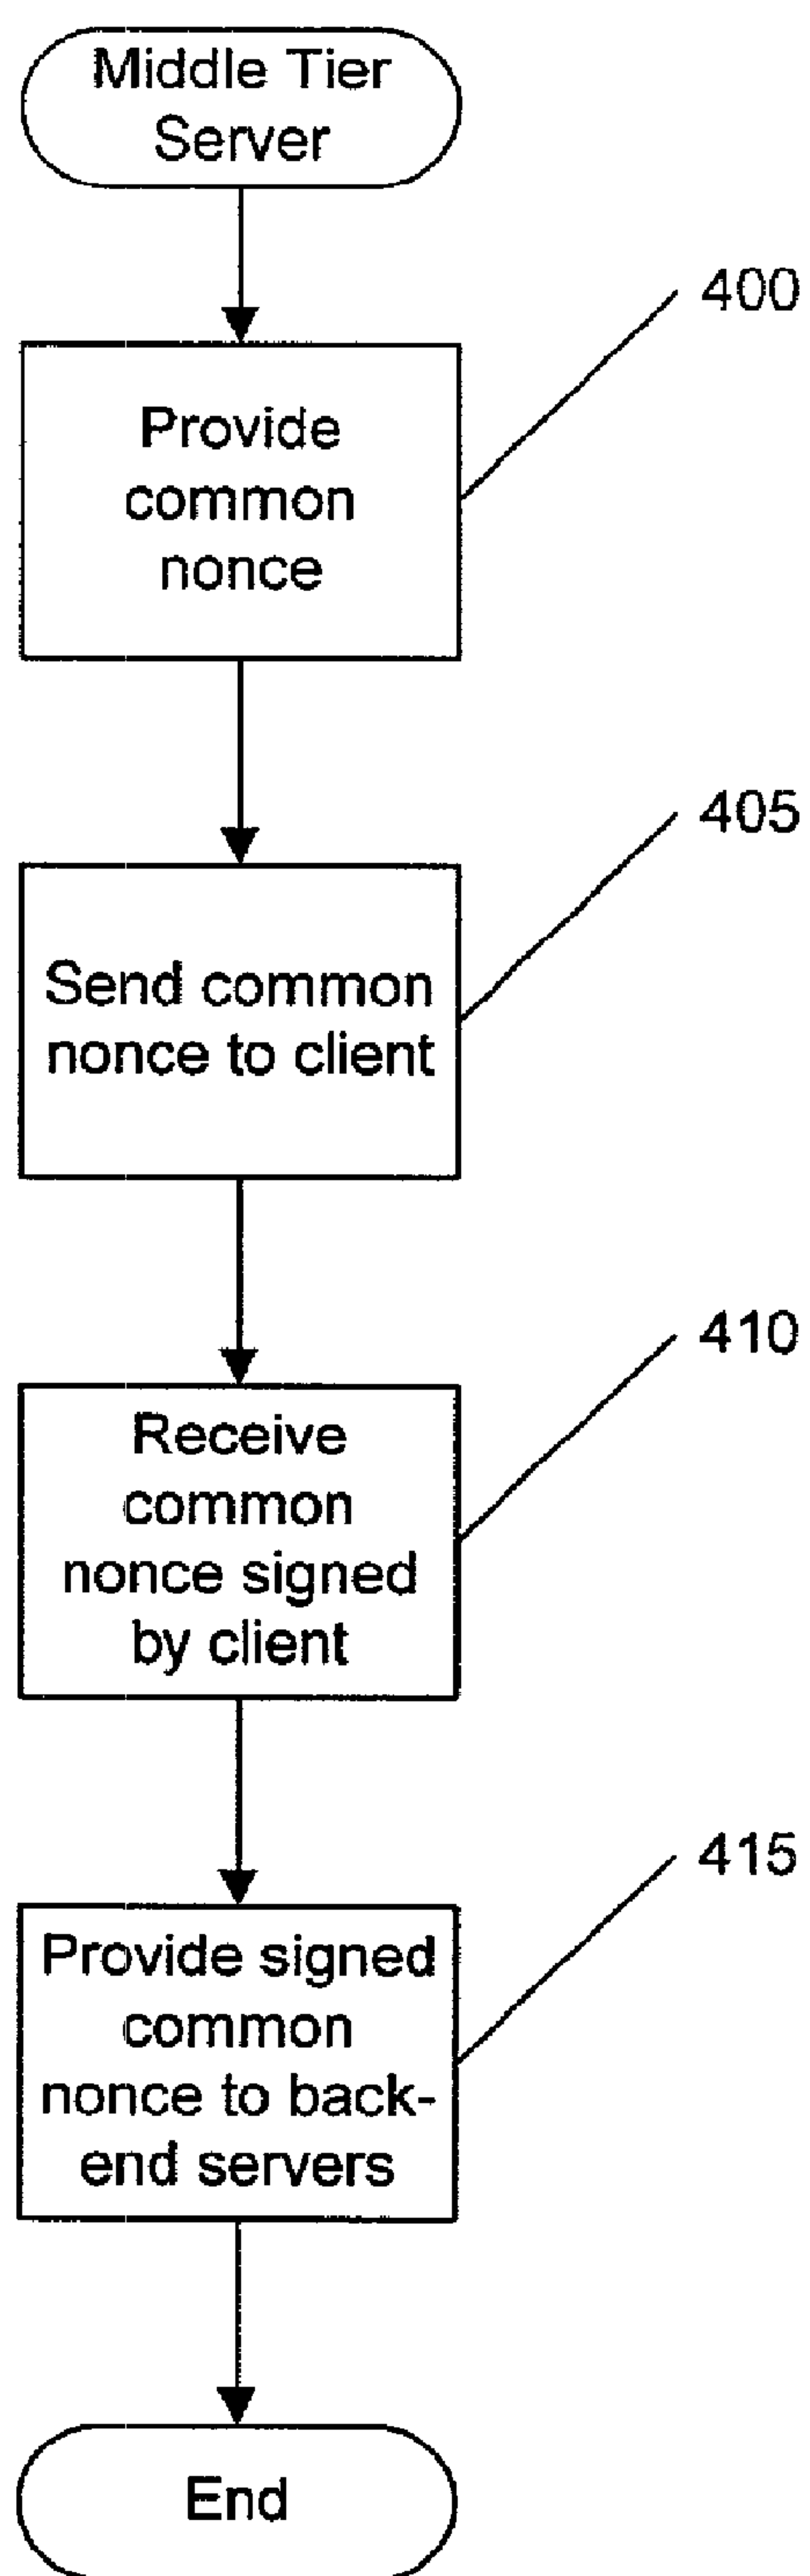 Middle Tier
Server
400
Provide
common
nonce
405
Send common
nonce to client
410
Receive
common
nonce signed
by client
415
Provide signed
common
nonce to back-
end servers
End